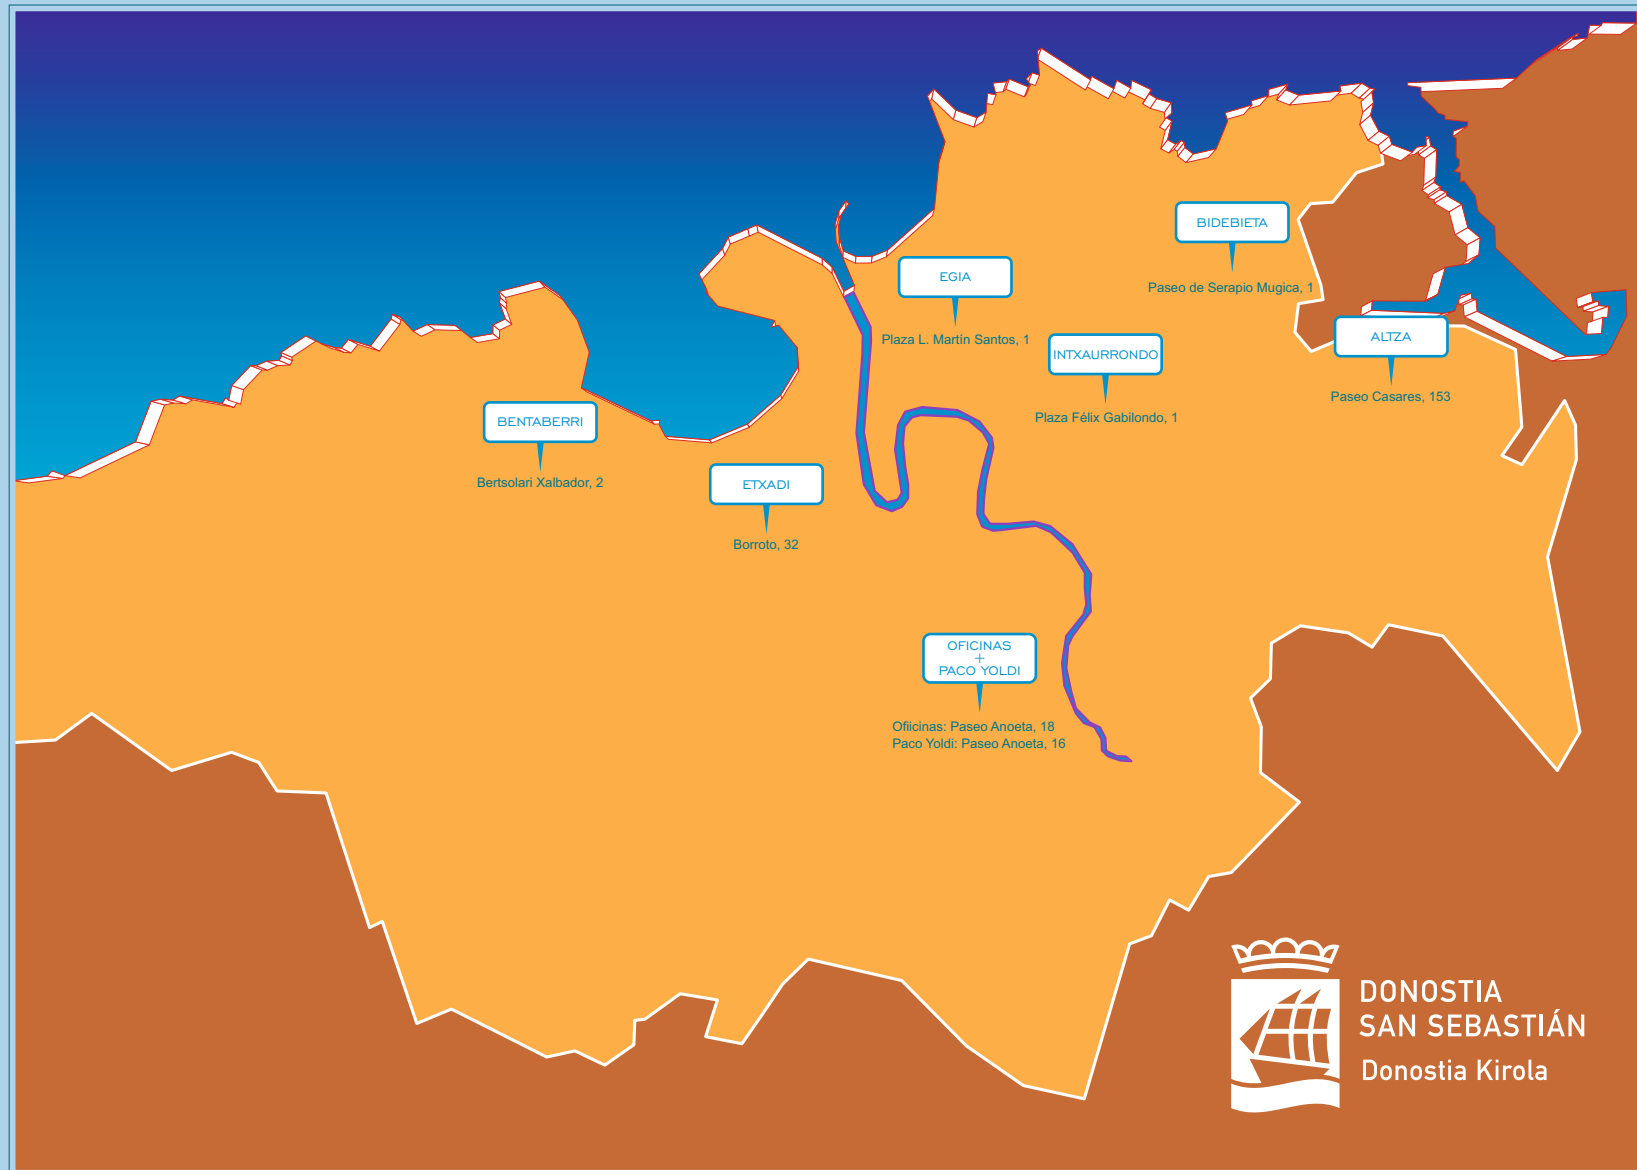 BIDEBIETA
Paseo de Serapio Mugica, 1
EGIA
Plaza L. Martín Santos, 1
INTXAURRONDO
Plaza Félix Gabilondo, 1
ALTZA
Paseo Casares, 153
BENTABERRI
Bertsolari Xalbador, 2
ETXADI
Borroto, 32
OFICINAS
+
PACO YOLDI
Ofiicinas: Paseo Anoeta, 18
Paco Yoldi: Paseo Anoeta, 16
DONOSTIA
SAN SEBASTIÁN
Donostia Kirola